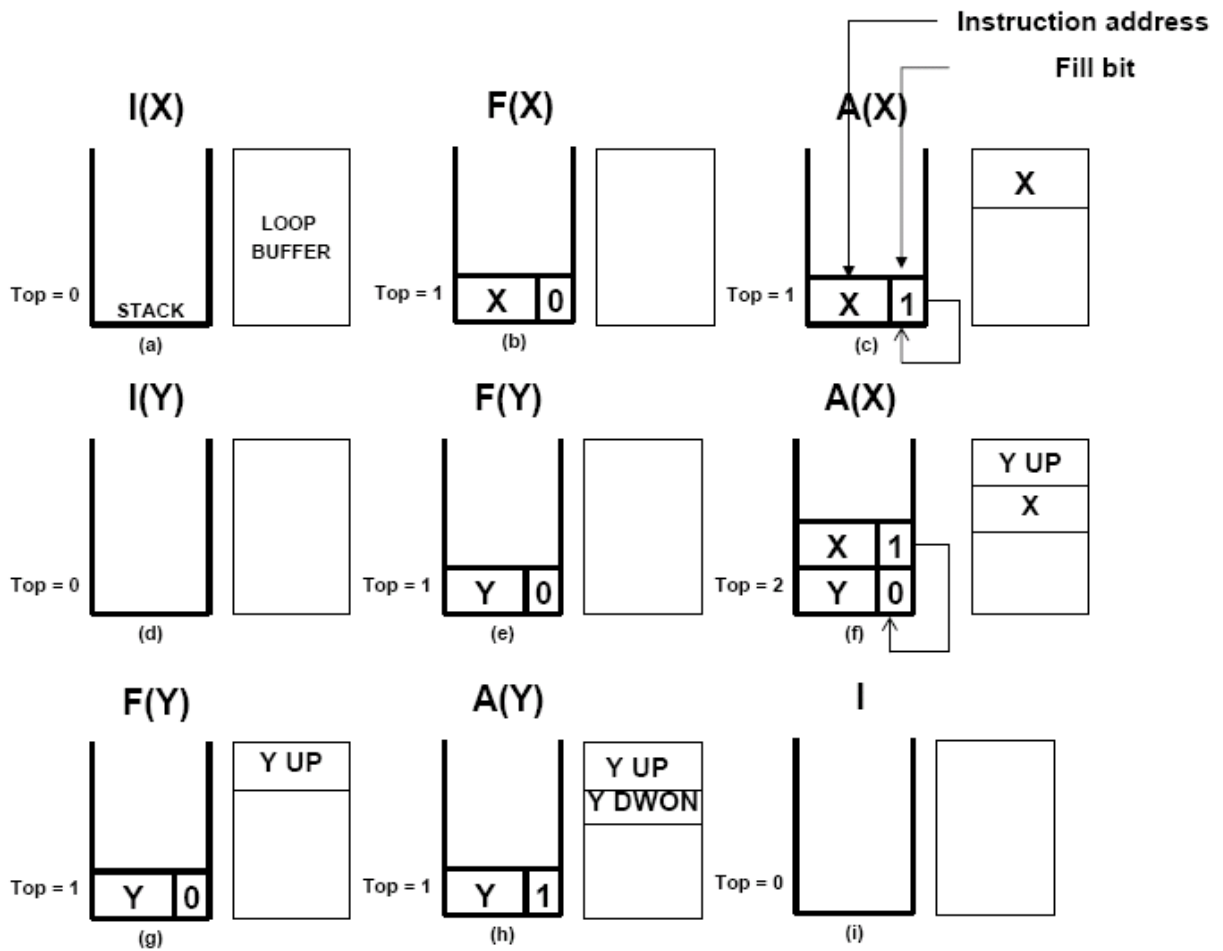 Instruction address
Fill bit
I(X)
F(X)
A(X)
LOOP
BUFFER
X
Top = 0
STACK
Top = 1
X 0
Top = 1
X 1
(a)
(b)
(c)
I(Y)
F(Y)
A(X)
Y UP
X
X 1
Top = 0
Top = 1
Y 0
Top = 2
Y 0
(d)
(e)
(f)
F(Y)
A(Y)
I
Y UP
Y UP
Y DWON
Top = 1
Y 0
Top = 1
Y 1
Top = 0
(g)
(h)
(i)